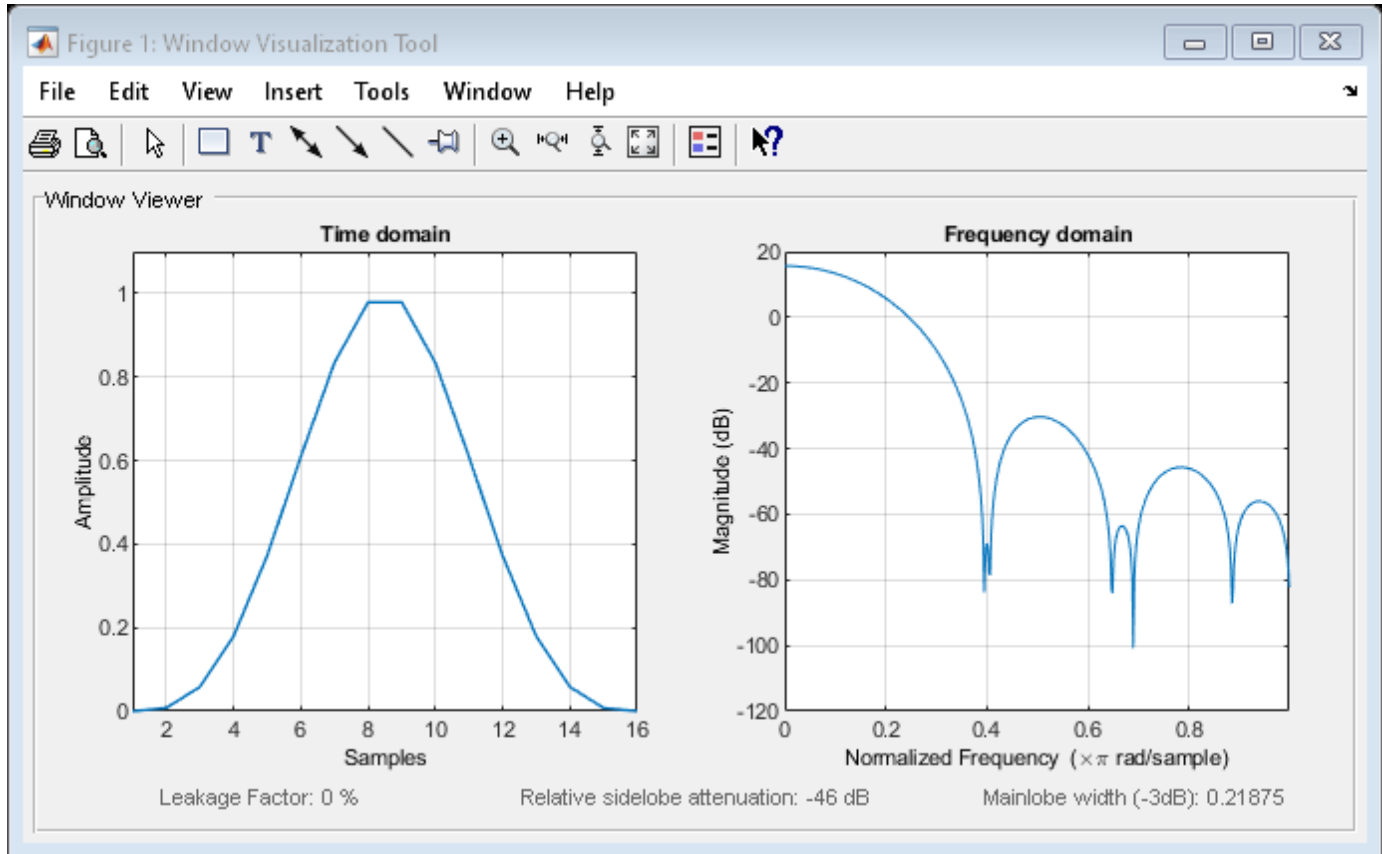 Figure 1: Window Visualization Tool
File Edit View Insert Tools Window Help
T ?
Window Viewer
Time domain
1
0.8
0.6
0.4
0.2
0
2 4 6 8 10 12 14 16
Amplitude
Samples
Frequency domain
20
0
-20
-40
-60
-80
-100
-120
0 0.2 0.4 0.6 0.8
Magnitude (dB)
Normalized Frequency (×π rad/sample)
Leakage Factor: 0 % Relative sidelobe attenuation: -46 dB Mainlobe width (-3dB): 0.21875